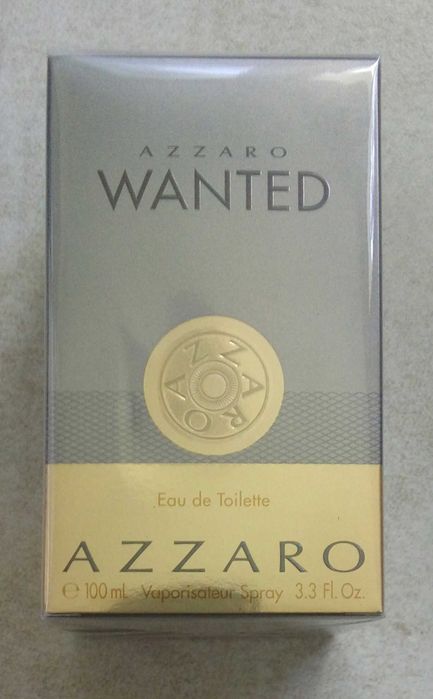 AZZARO
WANTED
AZZARO
Eau de Toilette
AZZARO
℮ 100 mL Vaporisateur Spray 3.3 Fl. Oz.